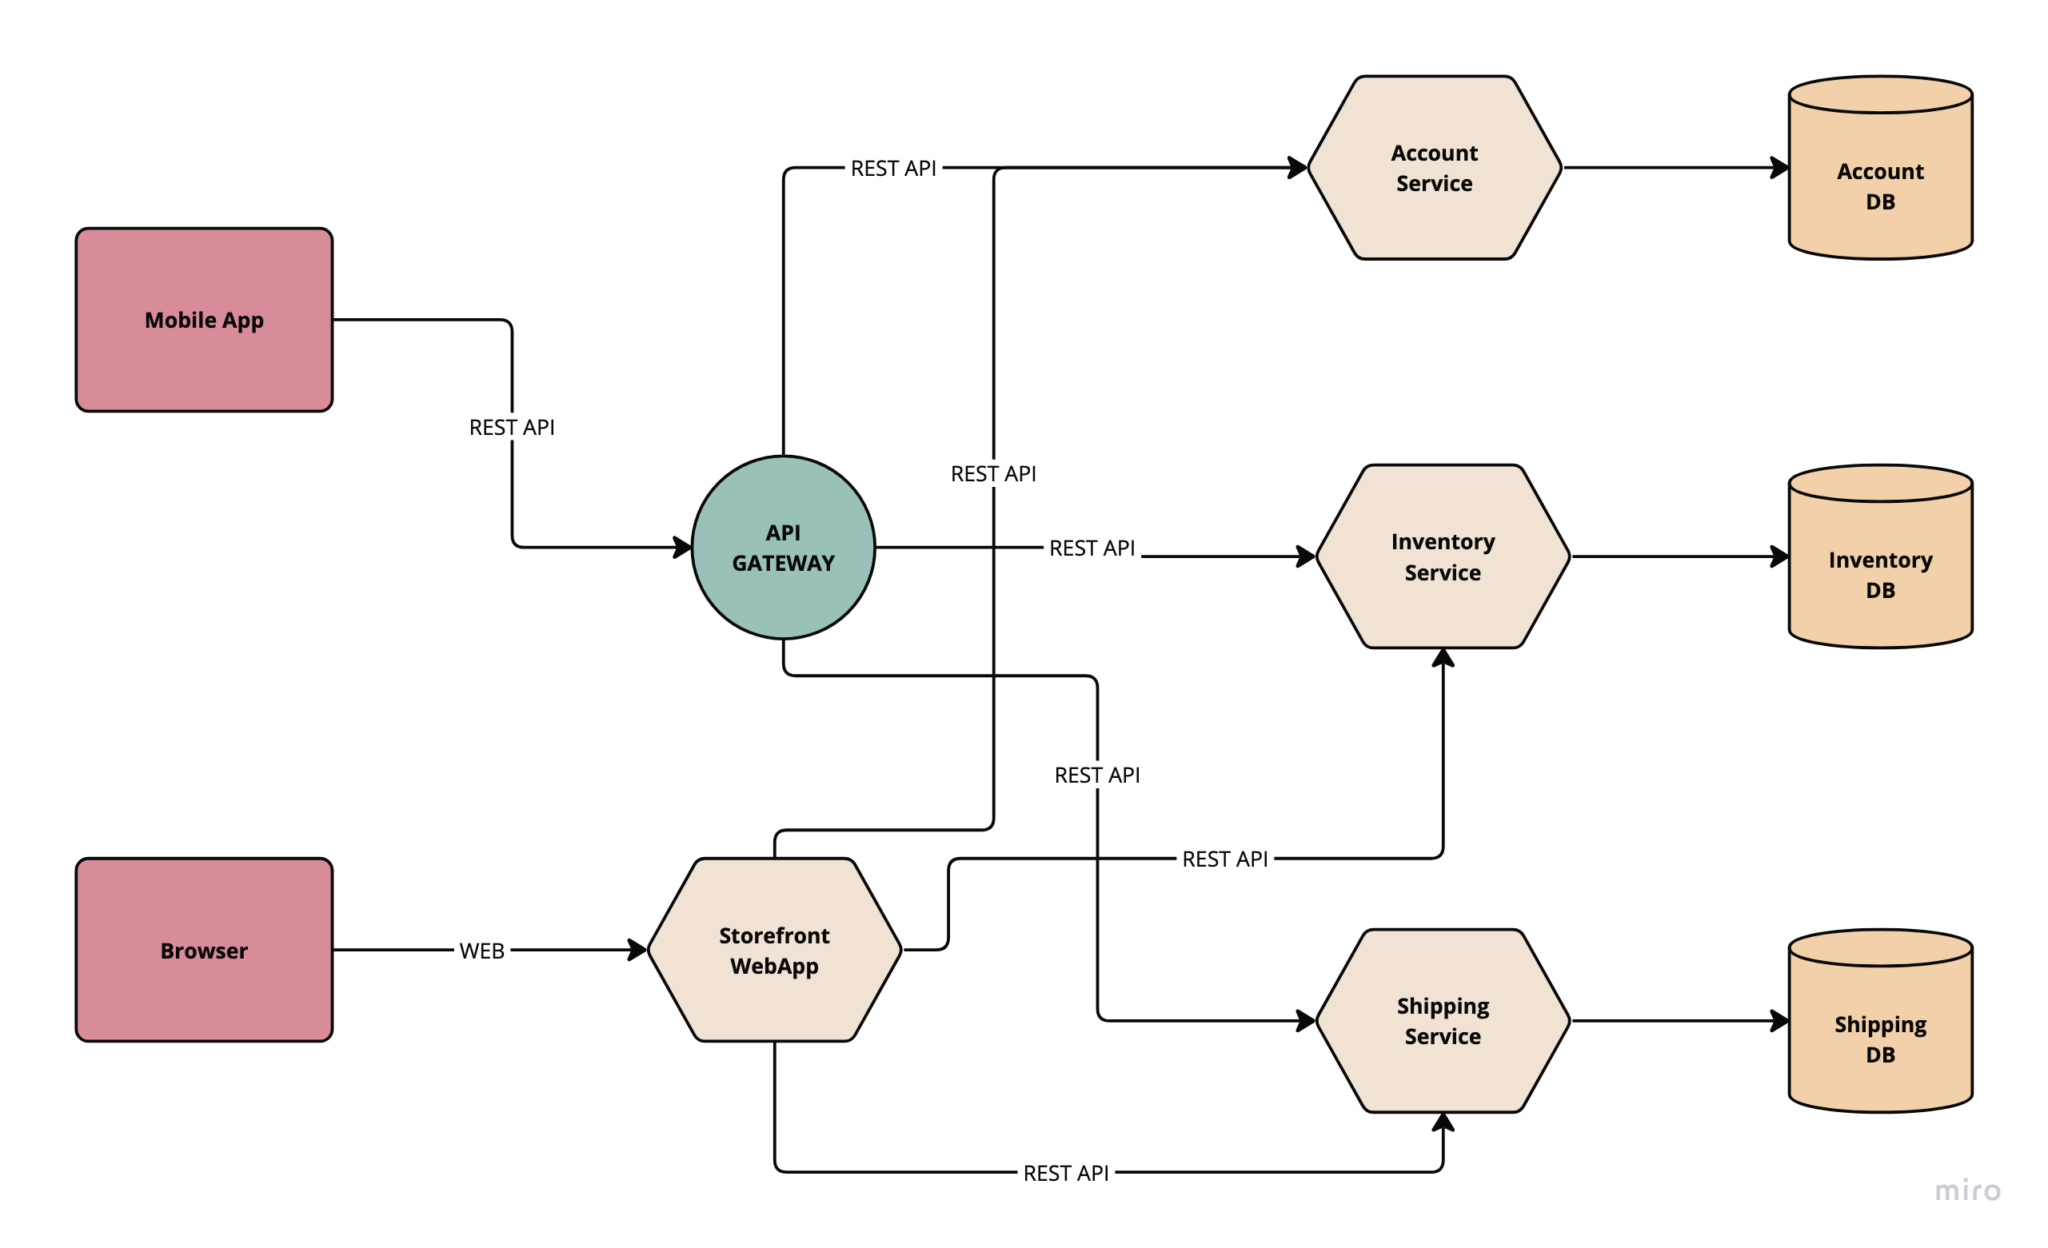 Account
Service
Account
DB
REST API
Mobile App
REST API
REST API
API
GATEWAY
REST API
Inventory
Service
Inventory
DB
REST API
REST API
Browser
WEB
Storefront
WebApp
Shipping
Service
Shipping
DB
REST API
miro